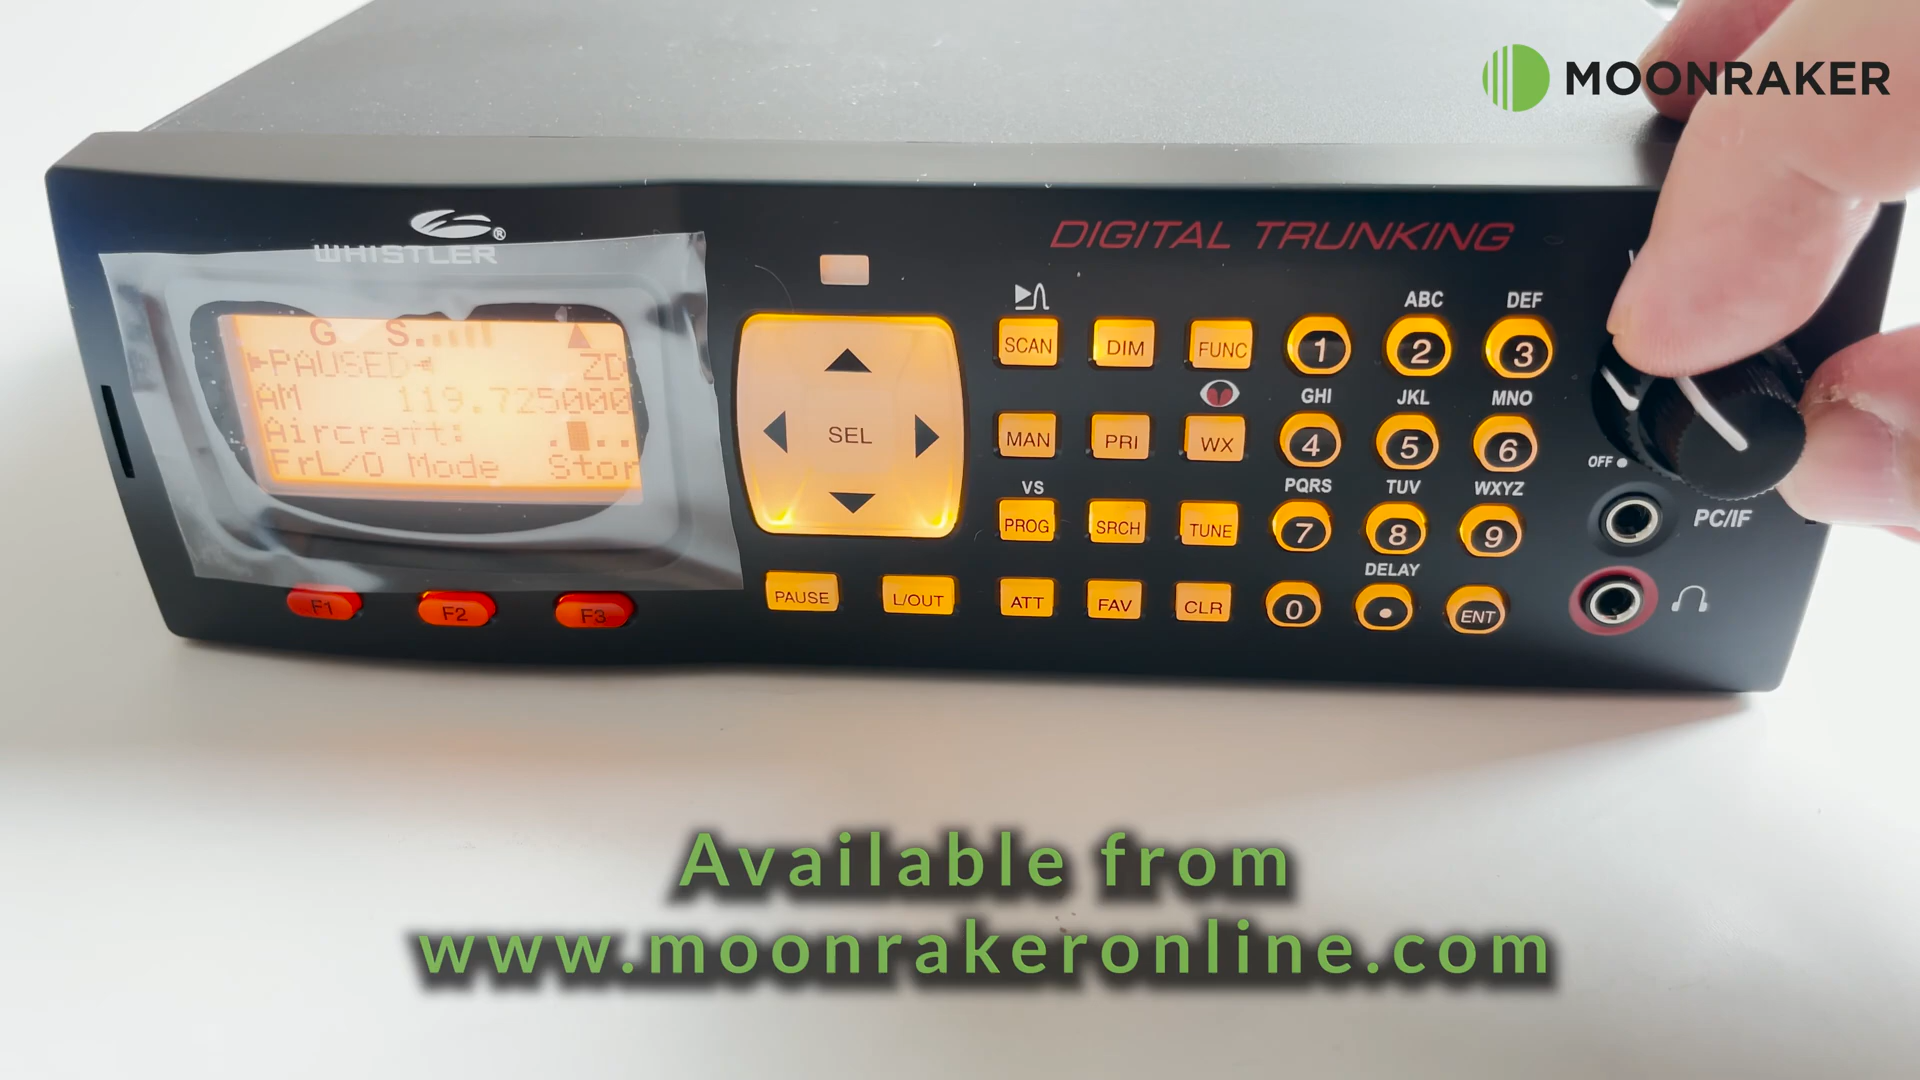 MOONRAKER
WHISTLER
DIGITAL TRUNKING
G S.
PAUSED ZD
AM 119.725000
Aircraft:
FrL/O Mode Stor
SEL
SCAN DIM FUNC
1 ABC 2 DEF 3
MAN PRI WX
GHI 4 JKL 5 MNO 6
VS
PROG SRCH TUNE
PQRS 7 TUV 8 WXYZ 9
PAUSE L/OUT ATT FAV CLR
0 DELAY • ENT
F1 F2 F3
OFF
PC/IF
Available from
www.moonrakeronline.com